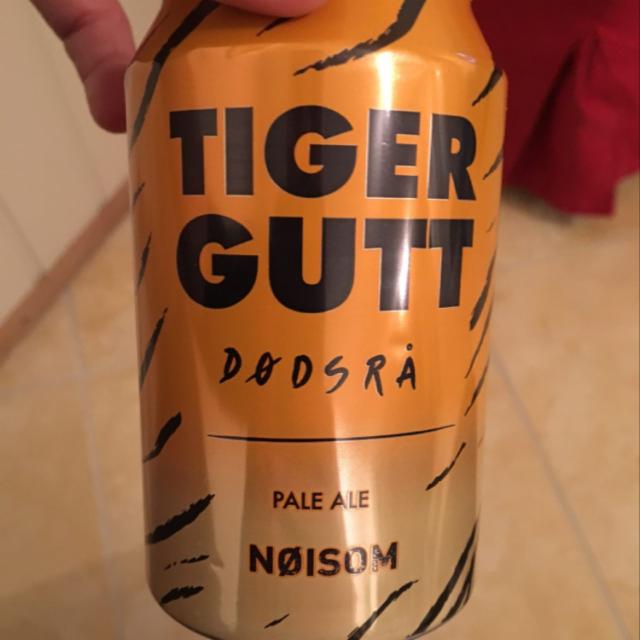 TIGER
GUTT
DØDSRÅ
PALE ALE
NØISOM